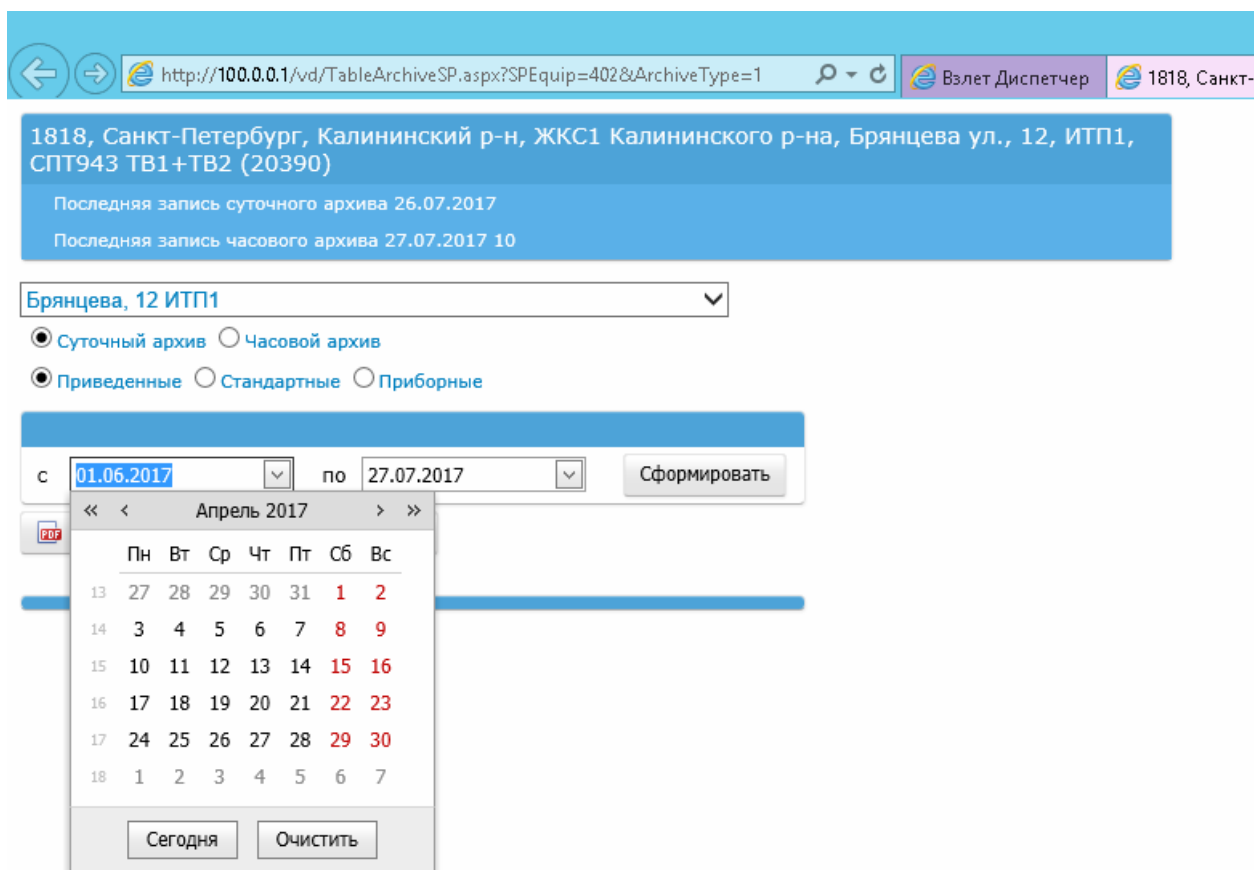 http://100.0.0.1/vd/TableArchiveSP.aspx?SPEquip=402&ArchiveType=1 Взлет Диспетчер 1818, Санкт-
1818, Санкт-Петербург, Калининский р-н, ЖКС1 Калининского р-на, Брянцева ул., 12, ИТП1,
СПТ943 ТВ1+ТВ2 (20390)
Последняя запись суточного архива 26.07.2017
Последняя запись часового архива 27.07.2017 10
Брянцева, 12 ИТП1
Суточный архив Часовой архив
Приведенные Стандартные Приборные
с 01.06.2017 по 27.07.2017 Сформировать
« ‹ Апрель 2017 › »
PDF
Пн Вт Ср Чт Пт Сб Вс
13 27 28 29 30 31 1 2
14 3 4 5 6 7 8 9
15 10 11 12 13 14 15 16
16 17 18 19 20 21 22 23
17 24 25 26 27 28 29 30
18 1 2 3 4 5 6 7
Сегодня Очистить